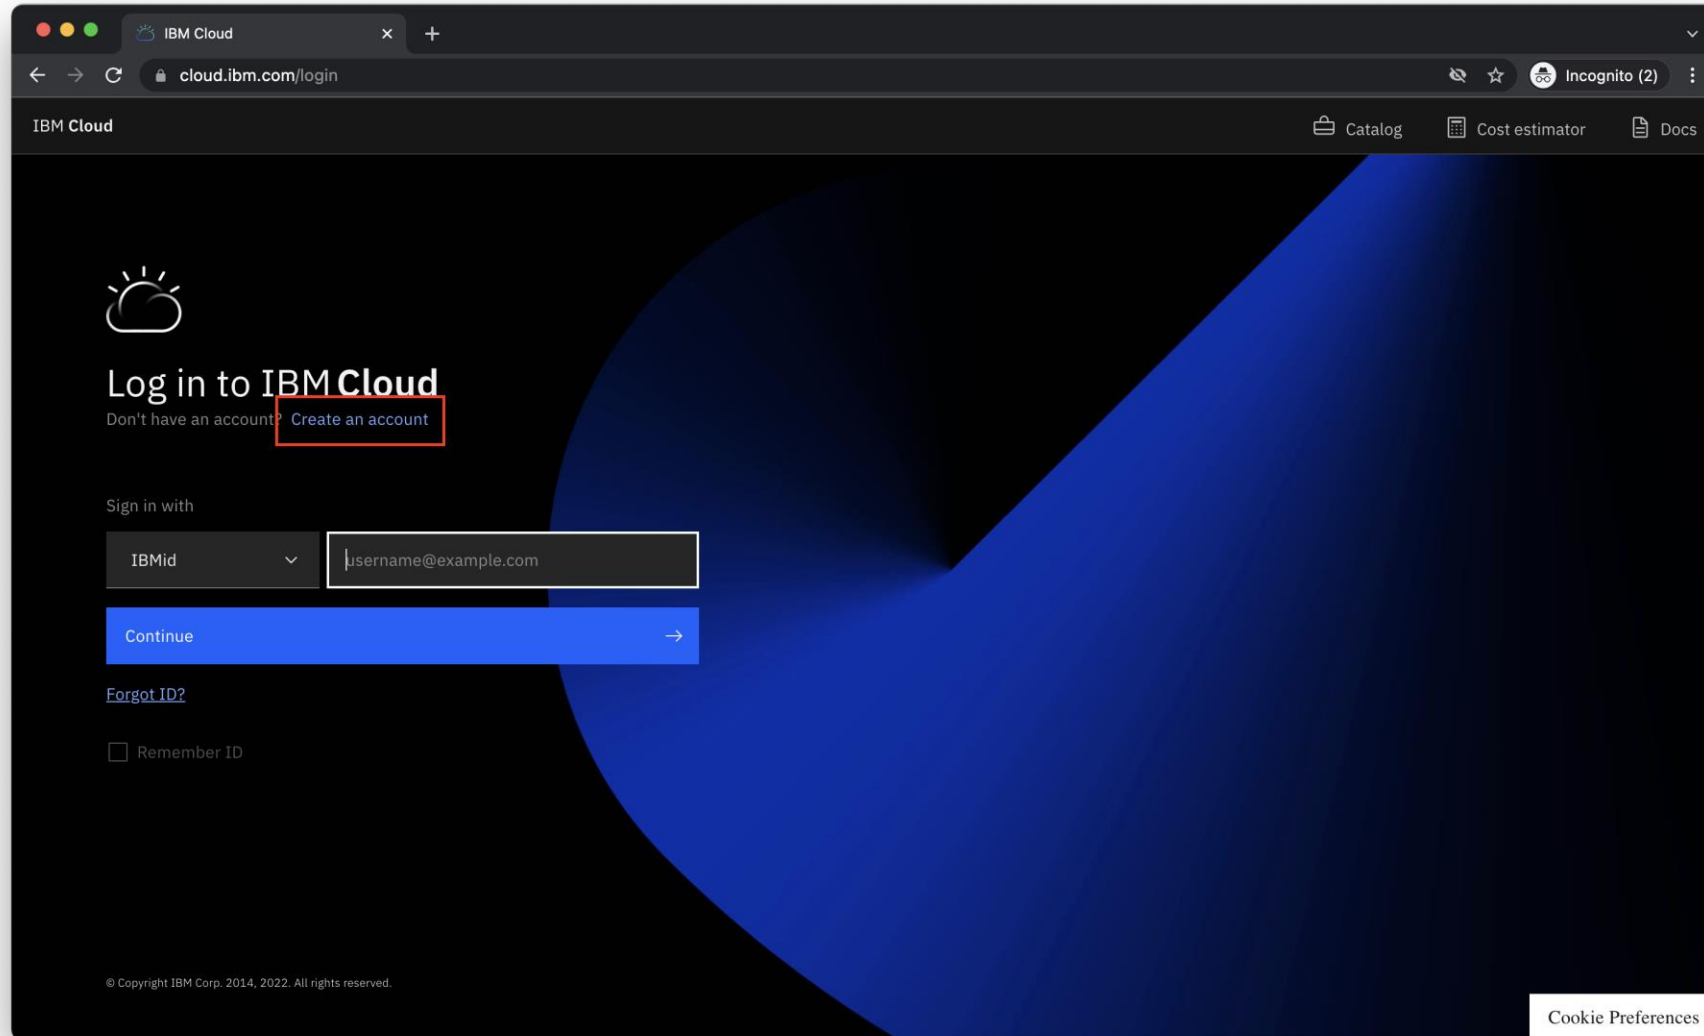 IBM Cloud
cloud.ibm.com/login
Incognito (2)
IBM Cloud
Catalog
Cost estimator
Docs
Log in to IBM Cloud
Don't have an account? Create an account
Sign in with
IBMid
username@example.com
Continue
Forgot ID?
Remember ID
© Copyright IBM Corp. 2014, 2022. All rights reserved.
Cookie Preferences